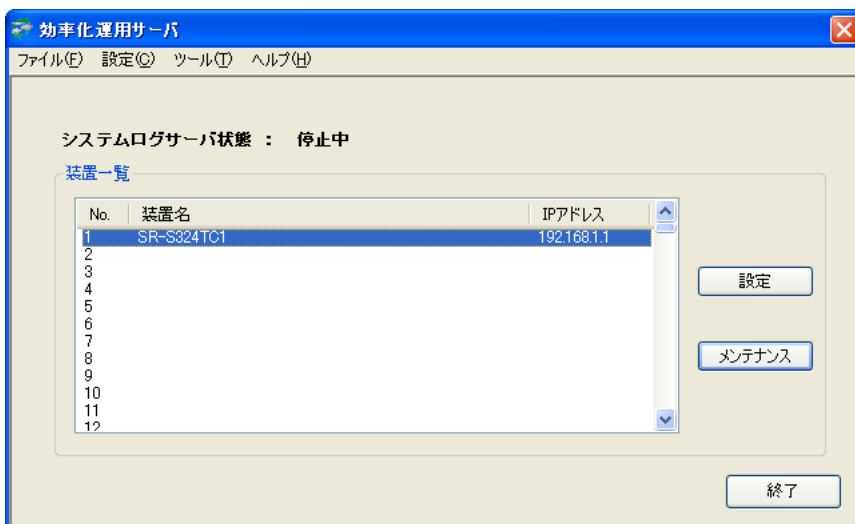 効率化運用サーバ
ファイル(F) 設定(C) ツール(T) ヘルプ(H)
システムログサーバ状態 : 停止中
装置一覧
No. 装置名 IPアドレス
1 SR-S324TC1 192.168.1.1
2
3
4
5
6
7
8
9
10
11
12
設定
メンテナンス
終了